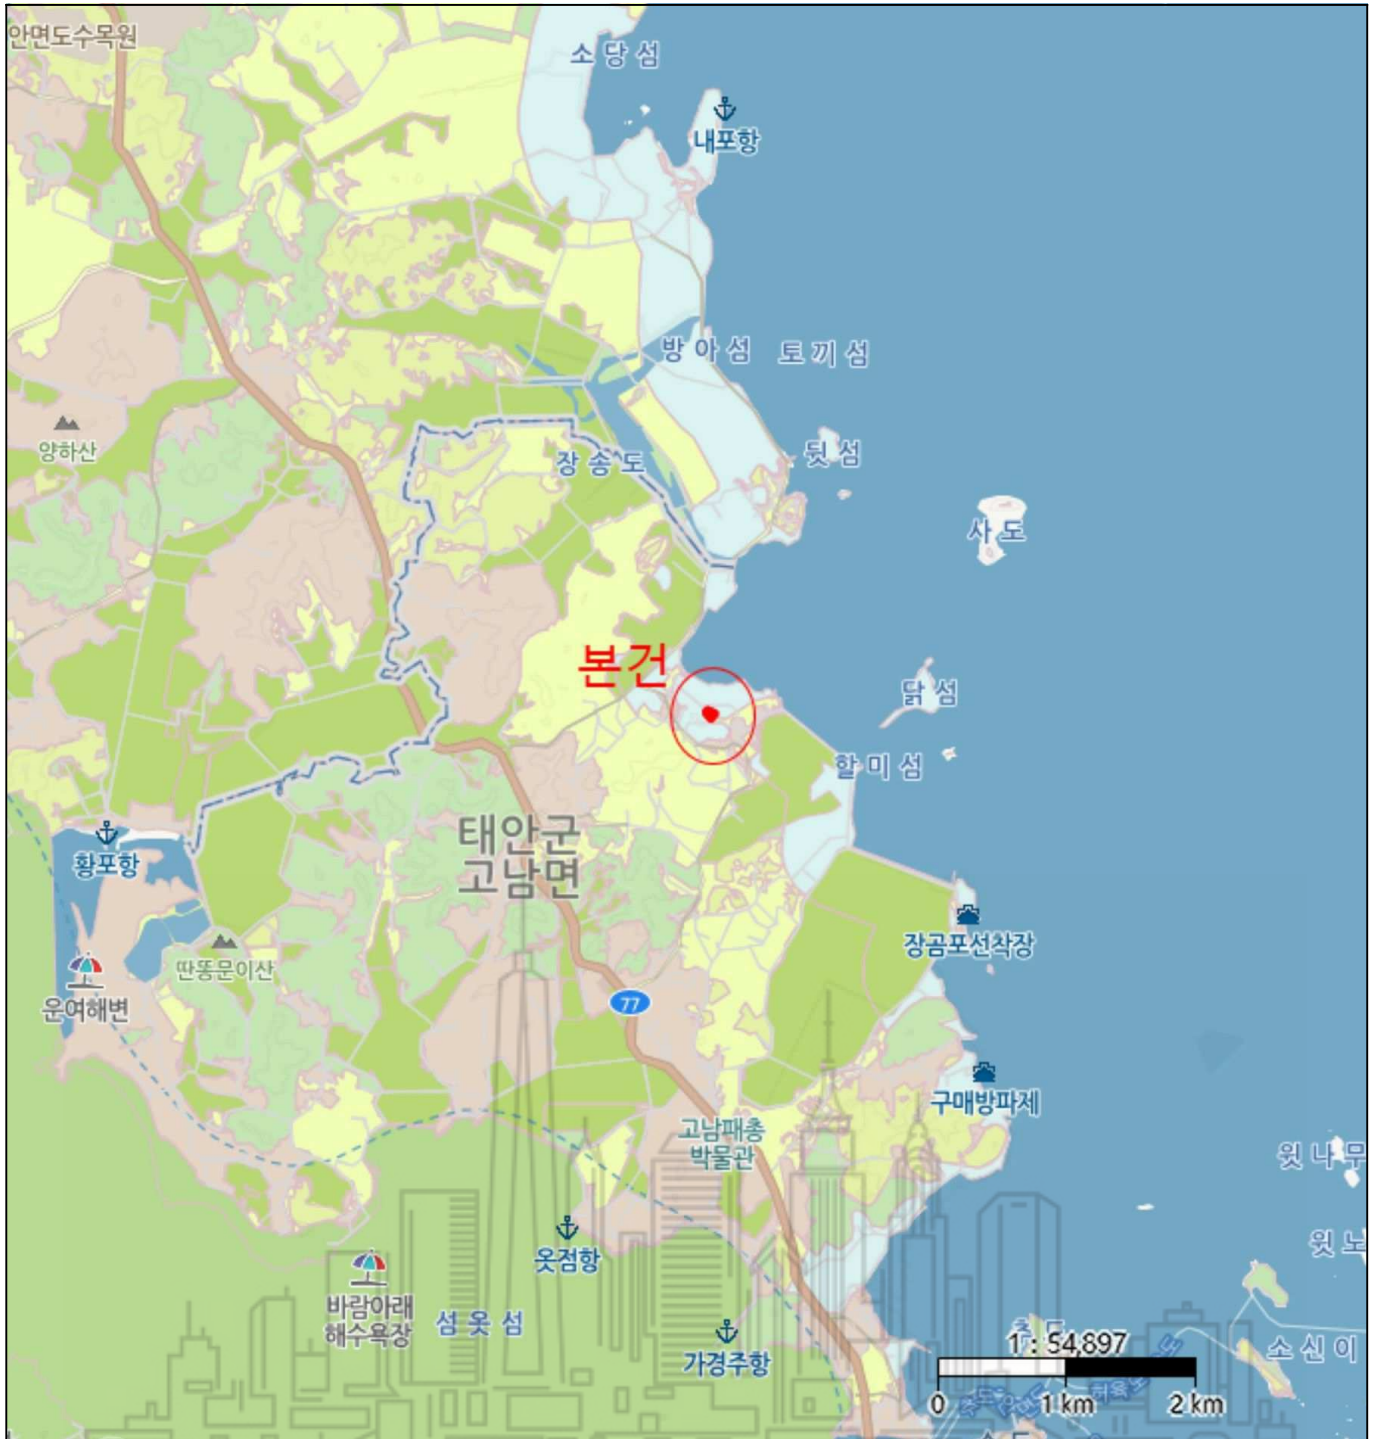 안면도수목원
소당섬
내포항
방아섬
토끼섬
양하산
장송도
뒷섬
사도
본건
닭섬
할미섬
태안군
고남면
황포항
딴똥문이산
장곰포선착장
운여해변
77
구매방파제
고남패총
박물관
윗나무
윗노
옷점항
바람아래
해수욕장
섬옷섬
가경주항
1 : 54,897
소신이
0
1 km
2 km